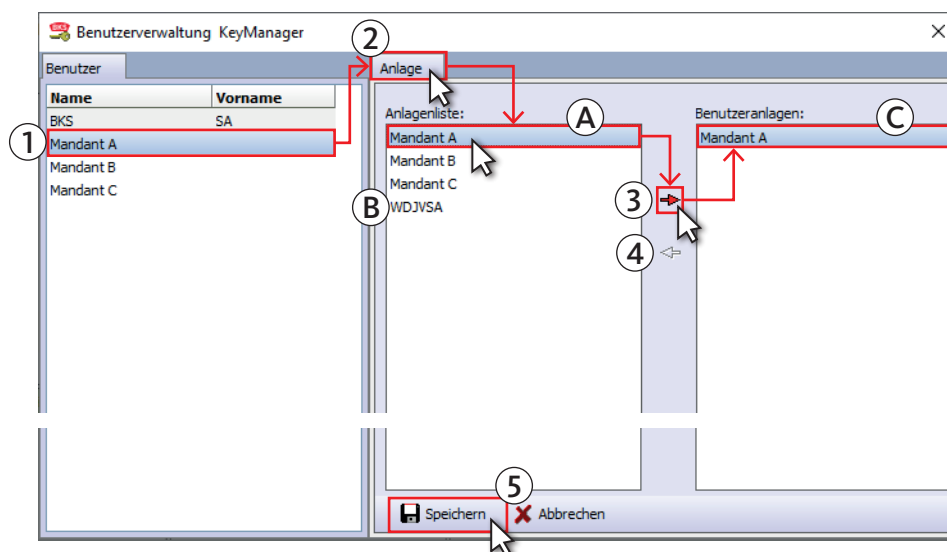 Benutzerverwaltung KeyManager
2
Benutzer
Anlage
Name Vorname
BKS SA
1
Mandant A
Mandant B
Mandant C
Anlagenliste:
A
Mandant A
Mandant B
Mandant C
B
WDJVSA
3
4
Benutzeranlagen:
C
Mandant A
5
Speichern
Abbrechen